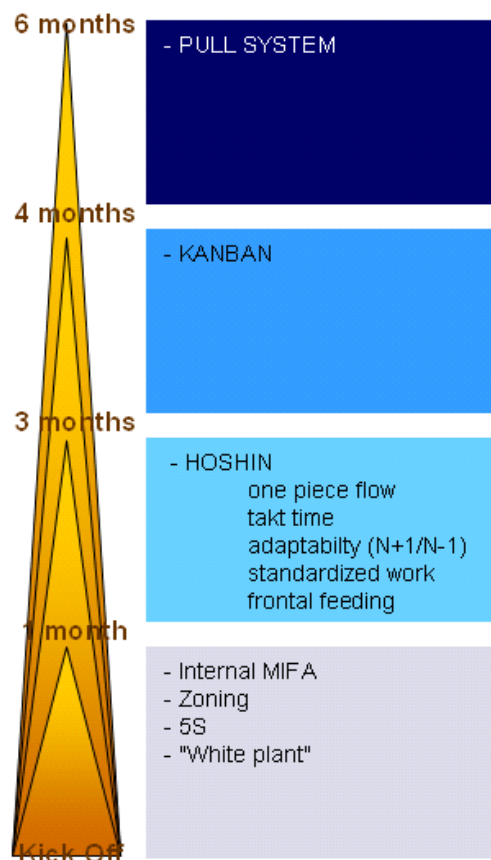 6 months
- PULL SYSTEM
4 months
- KANBAN
3 months
- HOSHIN
one piece flow
takt time
adaptabilty (N+1/N-1)
standardized work
frontal feeding
1 month
- Internal MIFA
- Zoning
- 5S
- "White plant"
Kick Off